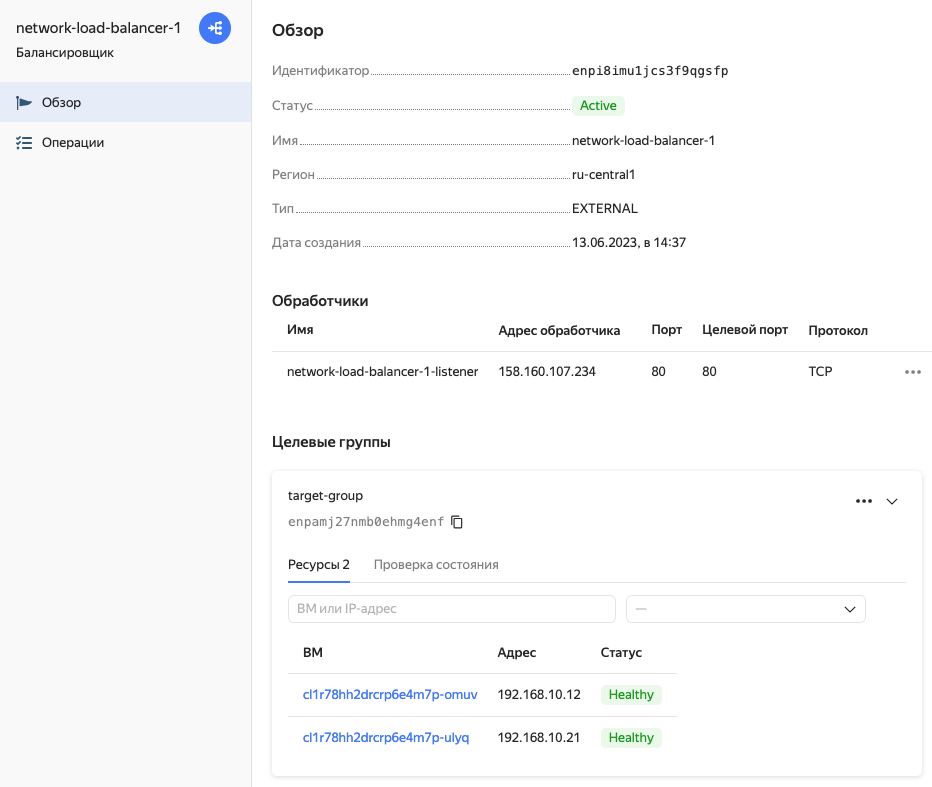 network-load-balancer-1
Балансировщик
Обзор
Операции
Обзор
Идентификатор enpi8imu1jcs3f9qgsfp
Статус Active
Имя network-load-balancer-1
Регион ru-central1
Тип EXTERNAL
Дата создания 13.06.2023, в 14:37
Обработчики
Имя Адрес обработчика Порт Целевой порт Протокол
network-load-balancer-1-listener 158.160.107.234 80 80 TCP
Целевые группы
target-group
enpamj27nmb0ehmg4enf
Ресурсы 2 Проверка состояния
ВМ или IP-адрес —
ВМ Адрес Статус
cl1r78hh2drcrp6e4m7p-omuv 192.168.10.12 Healthy
cl1r78hh2drcrp6e4m7p-ulyq 192.168.10.21 Healthy